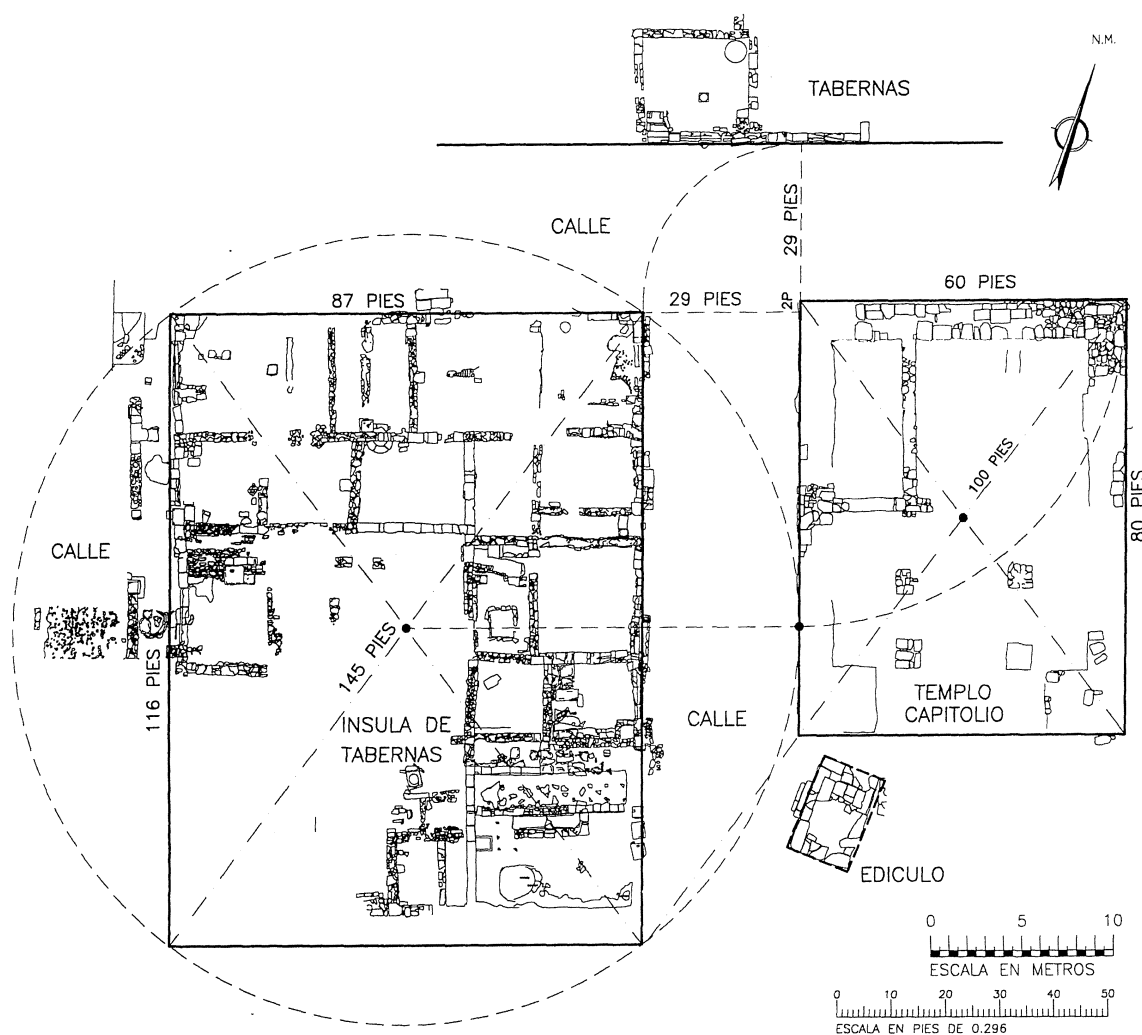 N.M.
TABERNAS
CALLE
29 PIES
87 PIES
29 PIES
2P
60 PIES
100 PIES
80 PIES
CALLE
145 PIES
116 PIES
INSULA DE
TABERNAS
CALLE
TEMPLO
CAPITOLIO
EDICULO
0 5 10
ESCALA EN METROS
0 10 20 30 40 50
ESCALA EN PIES DE 0.296